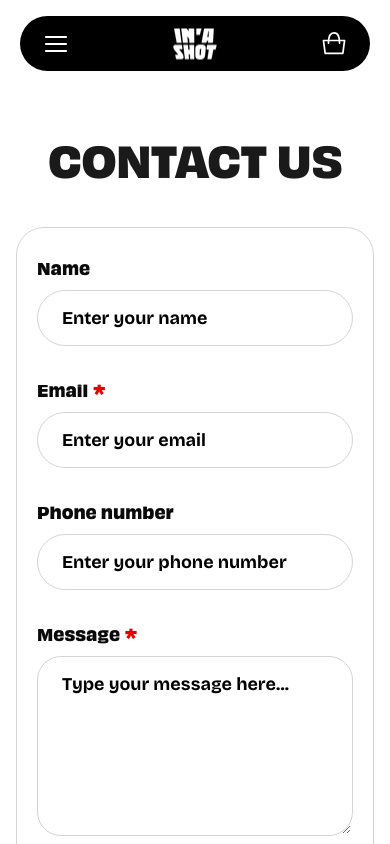 IN'A
SHOT
CONTACT US
Name
Enter your name
Email *
Enter your email
Phone number
Enter your phone number
Message *
Type your message here...